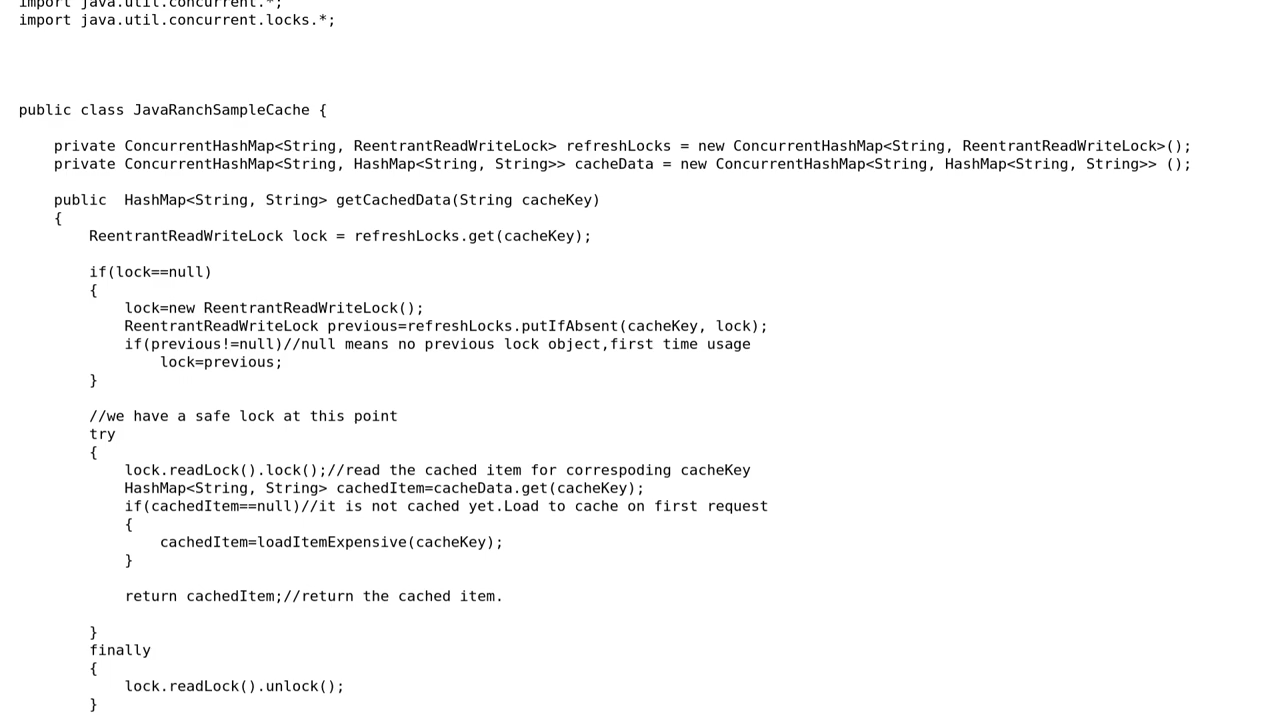 import java.util.concurrent.*;
import java.util.concurrent.locks.*;
public class JavaRanchSampleCache {
private ConcurrentHashMap<String, ReentrantReadWriteLock> refreshLocks = new ConcurrentHashMap<String, ReentrantReadWriteLock>();
private ConcurrentHashMap<String, HashMap<String, String>> cacheData = new ConcurrentHashMap<String, HashMap<String, String>> ();
public  HashMap<String, String> getCachedData(String cacheKey)
{
ReentrantReadWriteLock lock = refreshLocks.get(cacheKey);
if(lock==null)
{
lock=new ReentrantReadWriteLock();
ReentrantReadWriteLock previous=refreshLocks.putIfAbsent(cacheKey, lock);
if(previous!=null)//null means no previous lock object,first time usage
lock=previous;
}
//we have a safe lock at this point
try
{
lock.readLock().lock();//read the cached item for correspoding cacheKey
HashMap<String, String> cachedItem=cacheData.get(cacheKey);
if(cachedItem==null)//it is not cached yet.Load to cache on first request
{
cachedItem=loadItemExpensive(cacheKey);
}
return cachedItem;//return the cached item.
}
finally
{
lock.readLock().unlock();
}